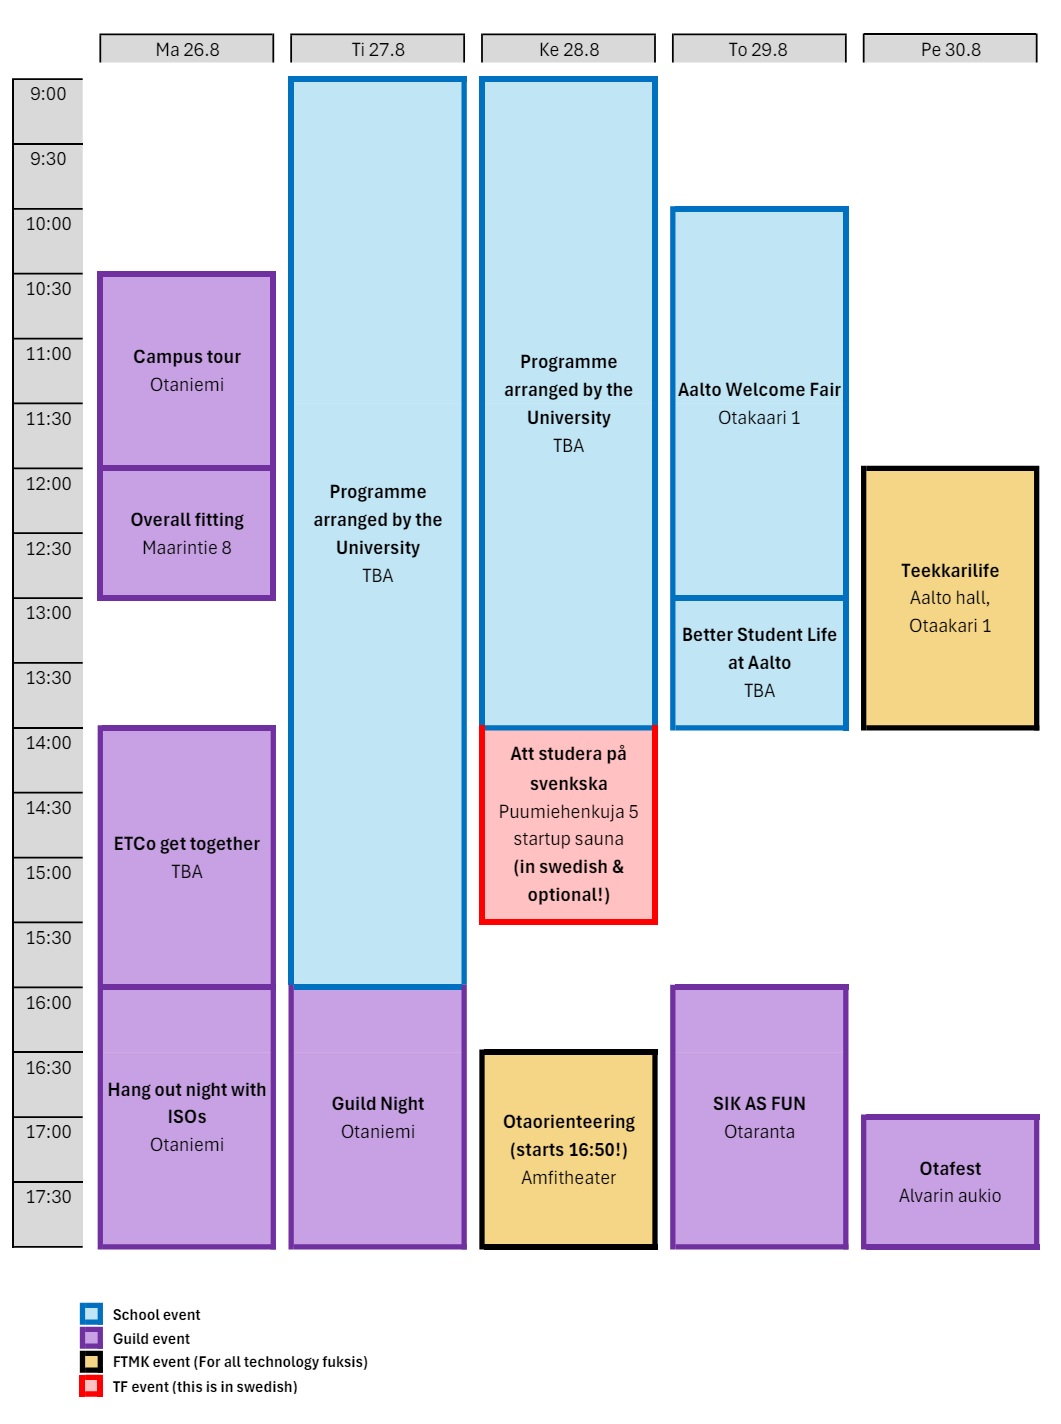 Ma 26.8
Ti 27.8
Ke 28.8
To 29.8
Pe 30.8
9:00
9:30
10:00
10:30
11:00
11:30
12:00
12:30
13:00
13:30
14:00
14:30
15:00
15:30
16:00
16:30
17:00
17:30
Campus tour
Otaniemi
Overall fitting
Maarintie 8
ETCo get together
TBA
Hang out night with
ISOs
Otaniemi
Programme
arranged by the
University
TBA
Guild Night
Otaniemi
Programme
arranged by the
University
TBA
Att studera på
svenkska
Puumiehenkuja 5
startup sauna
(in swedish &
optional!)
Otaorienteering
(starts 16:50!)
Amfitheater
Aalto Welcome Fair
Otakaari 1
Better Student Life
at Aalto
TBA
SIK AS FUN
Otaranta
Teekkarilife
Aalto hall,
Otaakari 1
Otafest
Alvarin aukio
School event
Guild event
FTMK event (For all technology fuksis)
TF event (this is in swedish)